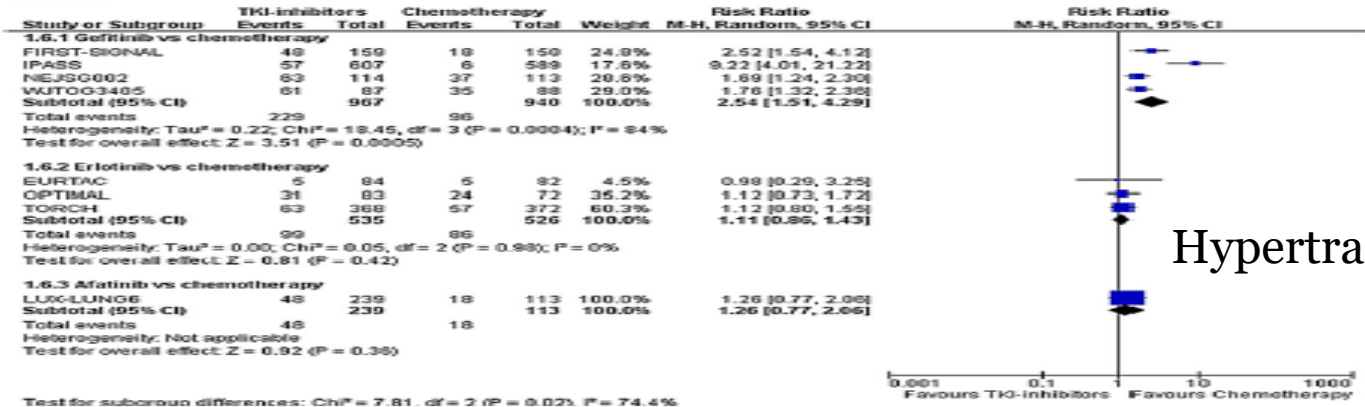 TKI-inhibitors Chemotherapy Risk Ratio Risk Ratio
Study or Subgroup Events Total Events Total Weight M-H, Random, 95% CI M-H, Random, 95% CI
1.6.1 Gefitinib vs chemotherapy
FIRST-SIGNAL 48 159 18 150 24.8% 2.52 [1.54, 4.12]
IPASS 57 607 6 589 17.6% 9.22 [4.01, 21.22]
NEJSG002 63 114 37 113 28.6% 1.69 [1.24, 2.30]
WJTOG3405 61 87 35 88 29.0% 1.76 [1.32, 2.36]
Subtotal (95% CI) 967 940 100.0% 2.54 [1.51, 4.29]
Total events 229 96
Heterogeneity: Tau² = 0.22; Chi² = 18.45, df = 3 (P = 0.0004); I² = 84%
Test for overall effect: Z = 3.51 (P = 0.0005)
1.6.2 Erlotinib vs chemotherapy
EURTAC 5 84 5 82 4.5% 0.98 [0.29, 3.25]
OPTIMAL 31 83 24 72 35.2% 1.12 [0.73, 1.72]
TORCH 63 368 57 372 60.3% 1.12 [0.80, 1.55]
Subtotal (95% CI) 535 526 100.0% 1.11 [0.86, 1.43]
Total events 99 86
Heterogeneity: Tau² = 0.00; Chi² = 0.05, df = 2 (P = 0.98); I² = 0%
Test for overall effect: Z = 0.81 (P = 0.42)
Hypertra
1.6.3 Afatinib vs chemotherapy
LUX-LUNG6 48 239 18 113 100.0% 1.26 [0.77, 2.06]
Subtotal (95% CI) 239 113 100.0% 1.26 [0.77, 2.06]
Total events 48 18
Heterogeneity: Not applicable
Test for overall effect: Z = 0.92 (P = 0.36)
0.001 0.1 1 10 1000
Favours TKI-inhibitors Favours Chemotherapy
Test for subgroup differences: Chi² = 7.81, df = 2 (P = 0.02), I² = 74.4%